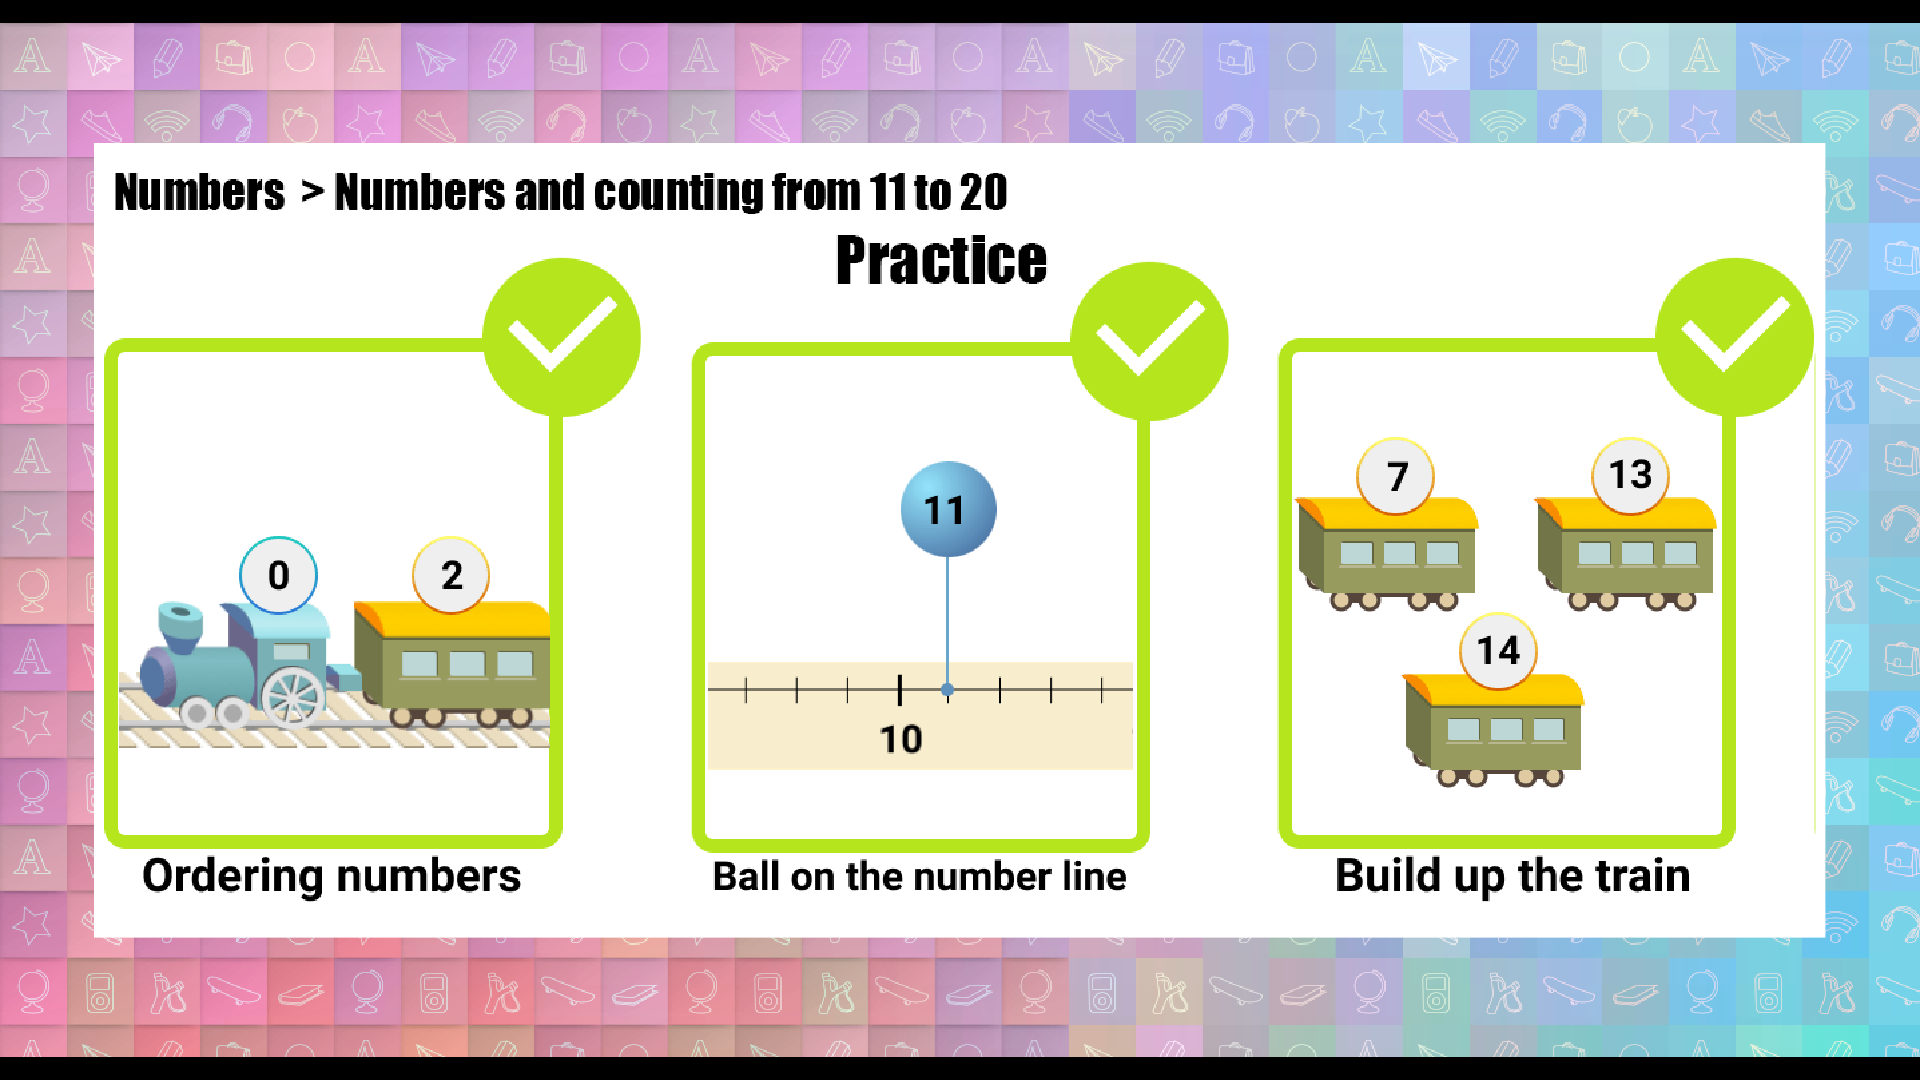 Numbers > Numbers and counting from 11 to 20
Practice
0
2
11
10
7
13
14
Ordering numbers
Ball on the number line
Build up the train